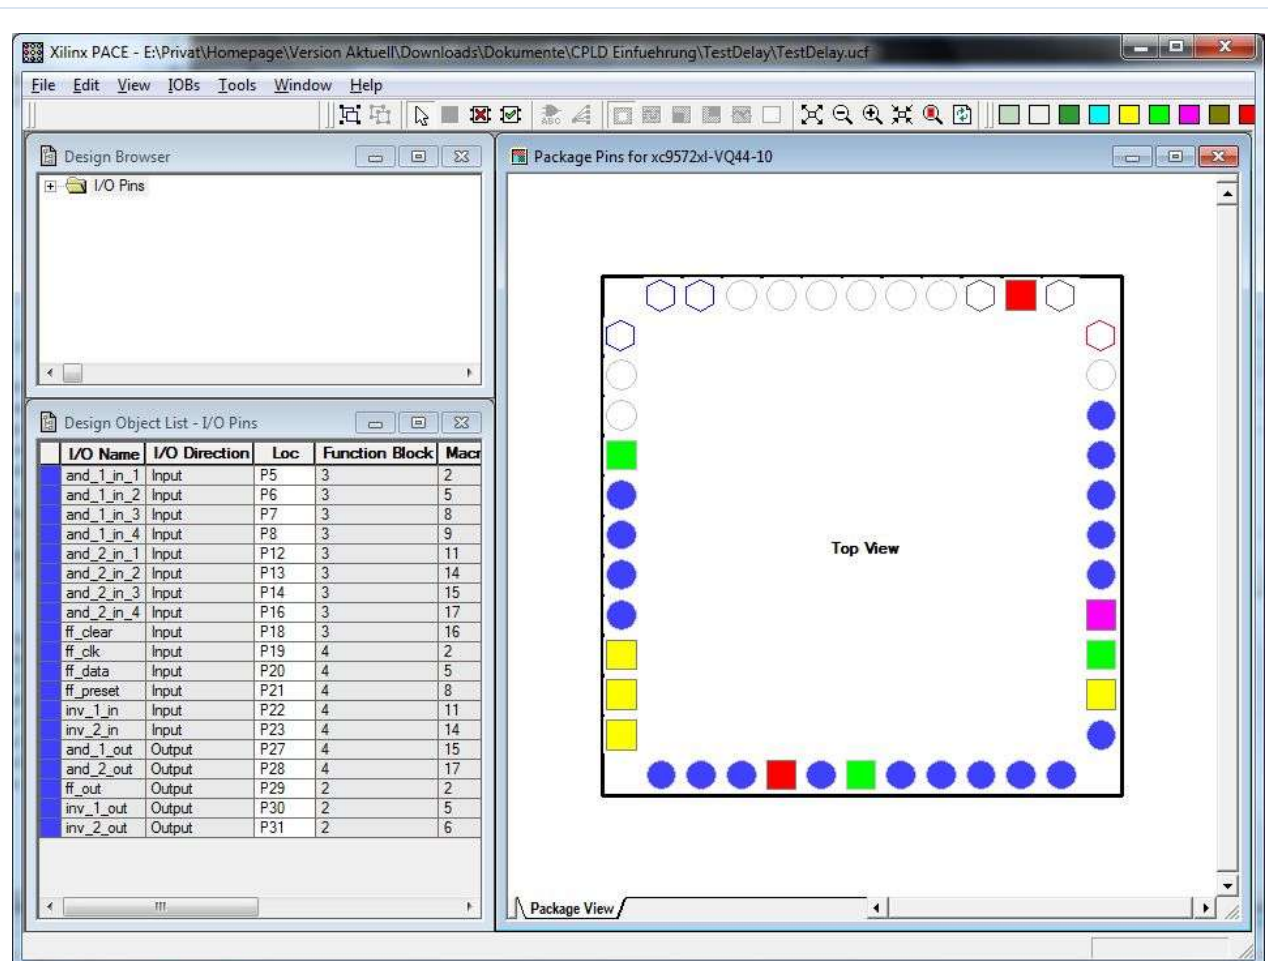 Xilinx PACE - E:\Privat\Homepage\Version Aktuell\Downloads\Dokumente\CPLD Einfuehrung\TestDelay\TestDelay.ucf
File Edit View IOBs Tools Window Help
ABC
Design Browser
I/O Pins
Package Pins for xc9572xl-VQ44-10
Top View
Package View
Design Object List - I/O Pins
I/O Name I/O Direction Loc Function Block Macr
and_1_in_1 Input P5 3 2
and_1_in_2 Input P6 3 5
and_1_in_3 Input P7 3 8
and_1_in_4 Input P8 3 9
and_2_in_1 Input P12 3 11
and_2_in_2 Input P13 3 14
and_2_in_3 Input P14 3 15
and_2_in_4 Input P16 3 17
ff_clear Input P18 3 16
ff_clk Input P19 4 2
ff_data Input P20 4 5
ff_preset Input P21 4 8
inv_1_in Input P22 4 11
inv_2_in Input P23 4 14
and_1_out Output P27 4 15
and_2_out Output P28 4 17
ff_out Output P29 2 2
inv_1_out Output P30 2 5
inv_2_out Output P31 2 6